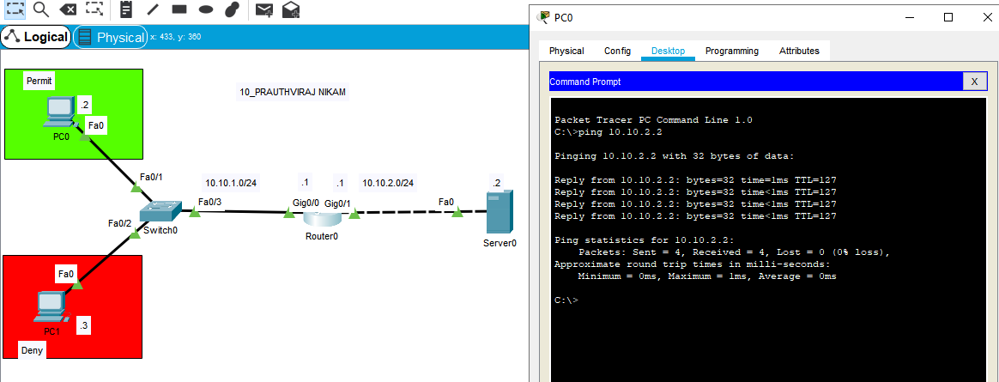 Logical
Physical
x: 433, y: 360
Permit
.2
Fa0
PC0
10_PRAUTHVIRAJ NIKAM
Fa0/1
10.10.1.0/24
.1
.1
10.10.2.0/24
.2
Fa0/3
Gig0/0
Gig0/1
Fa0
Fa0/2
Switch0
Router0
Server0
Fa0
PC1
.3
Deny
PC0
Physical
Config
Desktop
Programming
Attributes
Command Prompt
X
Packet Tracer PC Command Line 1.0
C:\>ping 10.10.2.2
Pinging 10.10.2.2 with 32 bytes of data:
Reply from 10.10.2.2: bytes=32 time=1ms TTL=127
Reply from 10.10.2.2: bytes=32 time<1ms TTL=127
Reply from 10.10.2.2: bytes=32 time<1ms TTL=127
Reply from 10.10.2.2: bytes=32 time<1ms TTL=127
Ping statistics for 10.10.2.2:
Packets: Sent = 4, Received = 4, Lost = 0 (0% loss),
Approximate round trip times in milli-seconds:
Minimum = 0ms, Maximum = 1ms, Average = 0ms
C:\>